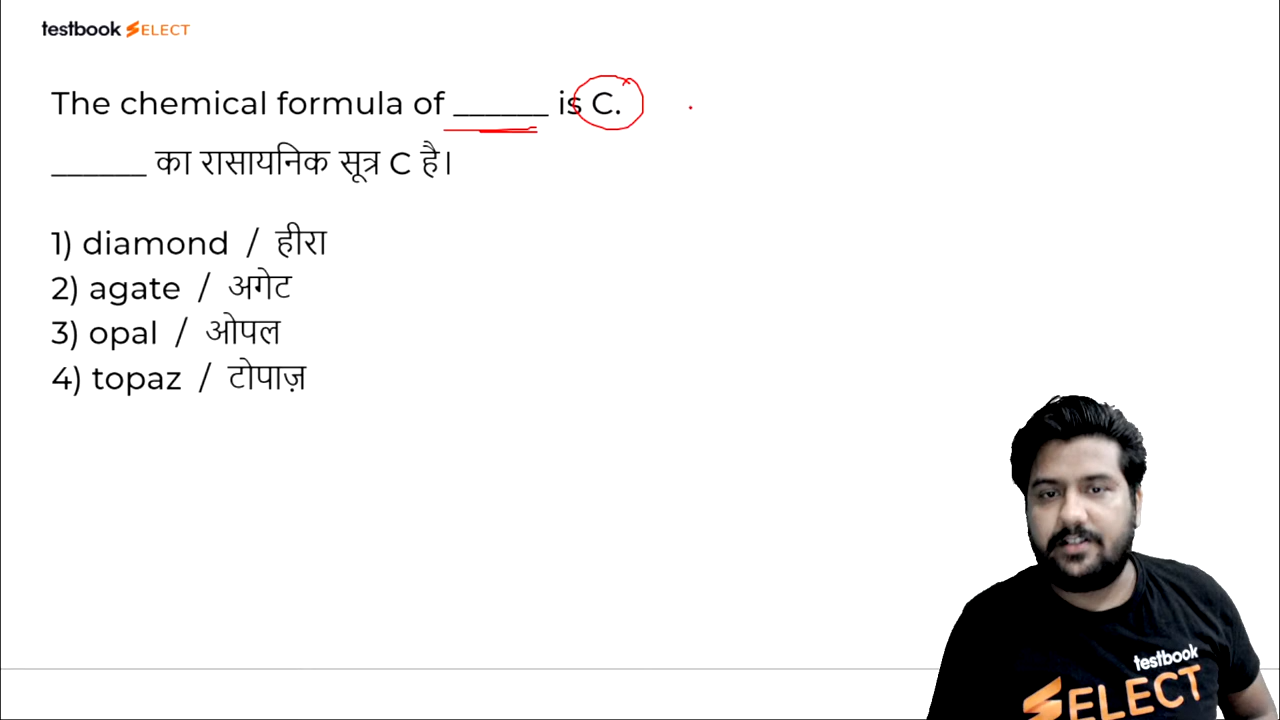 testbook SELECT
The chemical formula of ______ is C.
______ का रासायनिक सूत्र C है।
1) diamond / हीरा
2) agate / अगेट
3) opal / ओपल
4) topaz / टोपाज़
testbook
SELECT